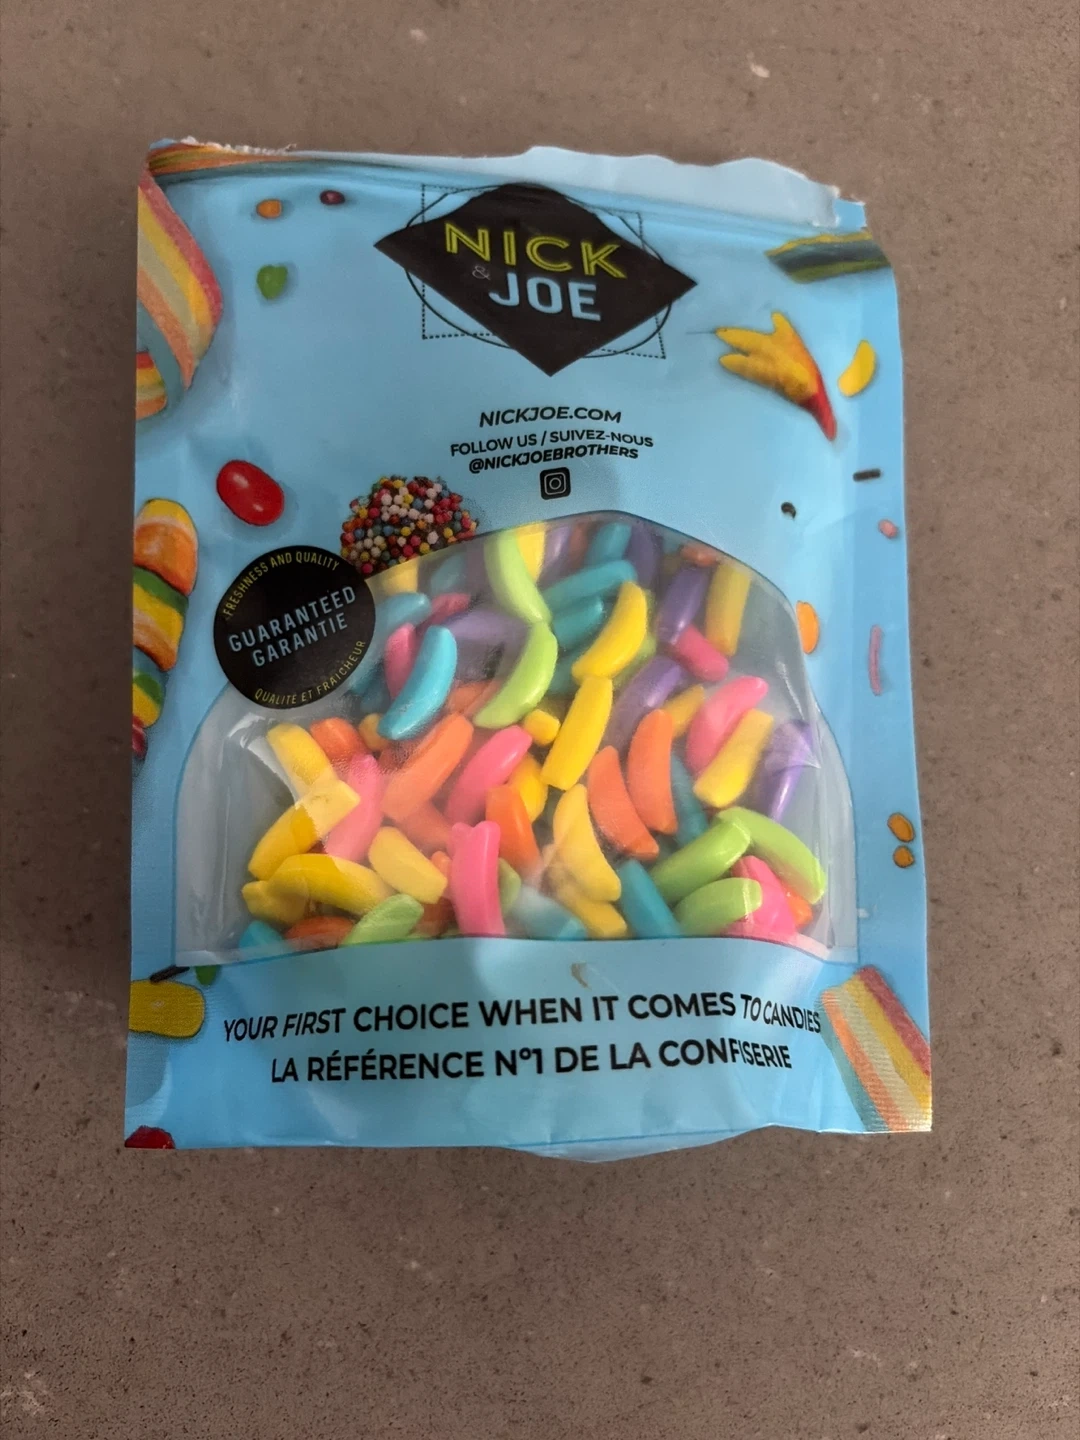 NICK
& JOE
NICKJOE.COM
FOLLOW US / SUIVEZ-NOUS
@NICKJOEBROTHERS
FRESHNESS AND QUALITY
GUARANTEED
GARANTIE
QUALITÉ ET FRAÎCHEUR
YOUR FIRST CHOICE WHEN IT COMES TO CANDIES
LA RÉFÉRENCE Nº1 DE LA CONFISERIE